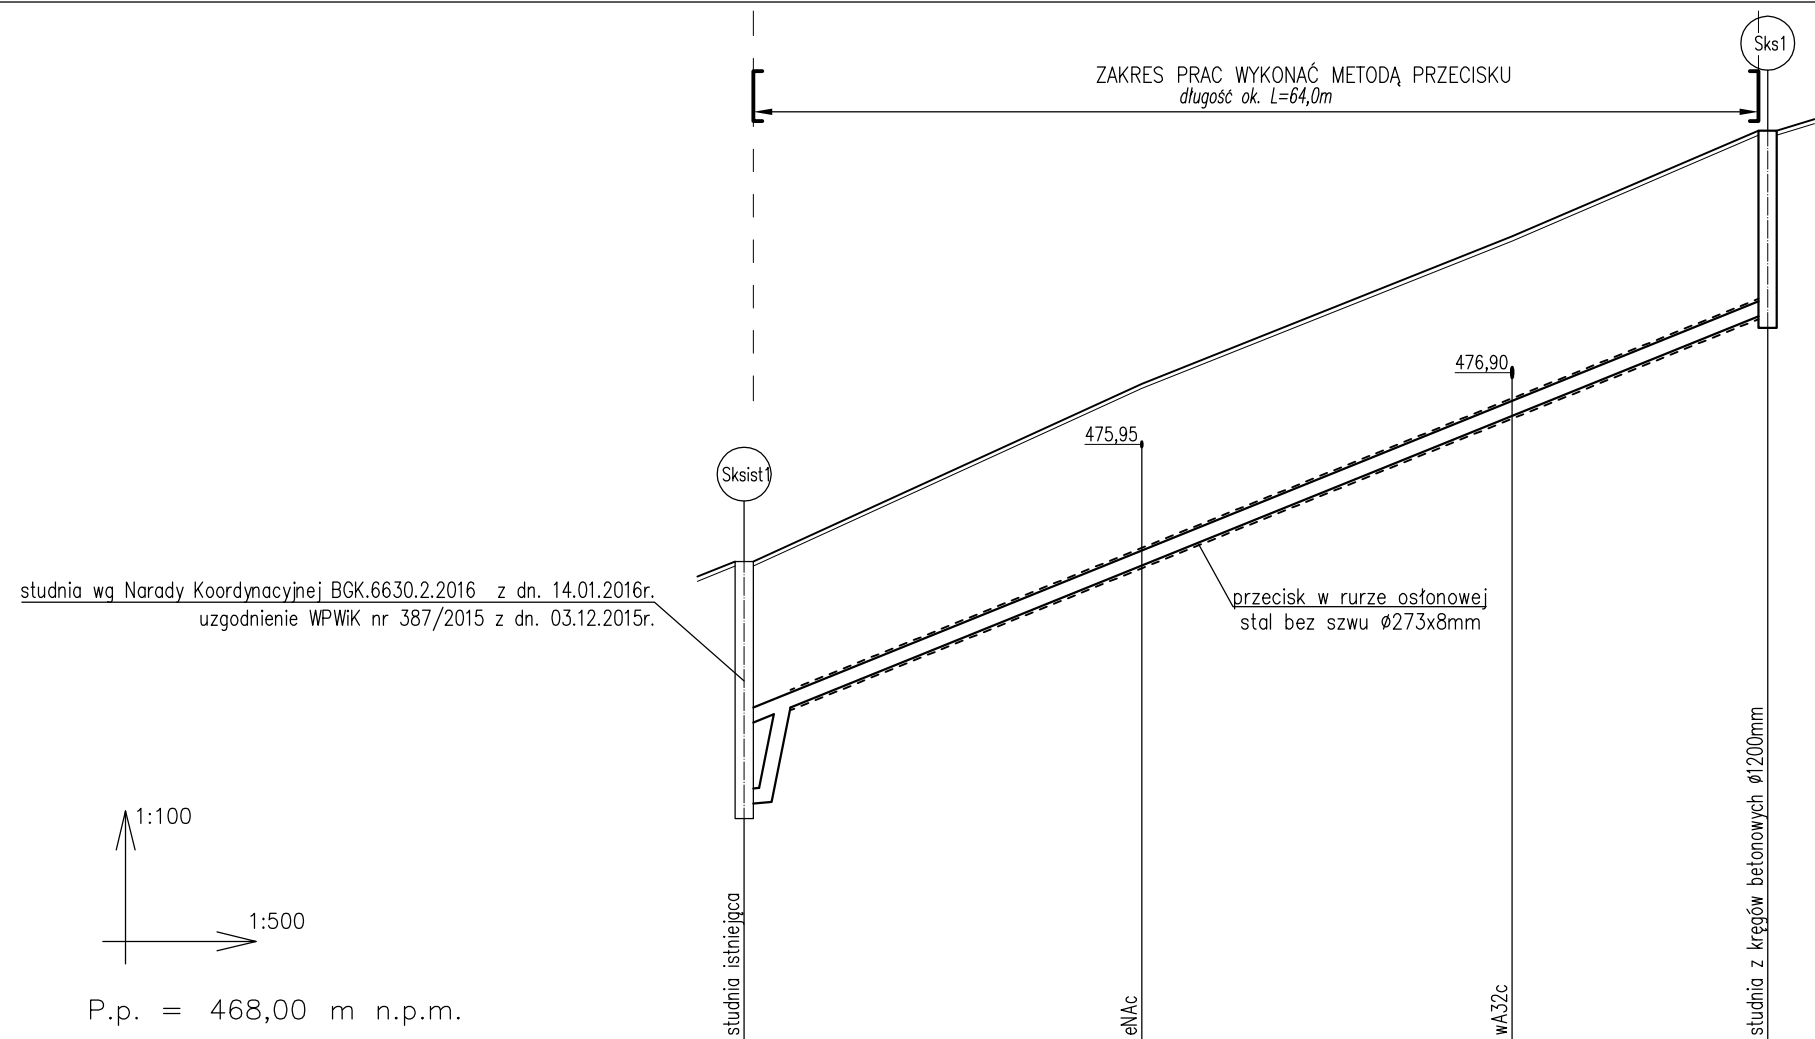 Sks1
ZAKRES PRAC WYKONAĆ METODĄ PRZECISKU
długość ok. L=64,0m
476,90
475,95
Sksist1
studnia wg Narady Koordynacyjnej BGK.6630.2.2016 z dn. 14.01.2016r.
uzgodnienie WPWiK nr 387/2015 z dn. 03.12.2015r.
przecisk w rurze osłonowej
stal bez szwu Ø273x8mm
1:100
1:500
P.p. = 468,00 m n.p.m.
studnia istniejąca
eNAc
wA32c
studnia z kręgów betonowych Ø1200mm